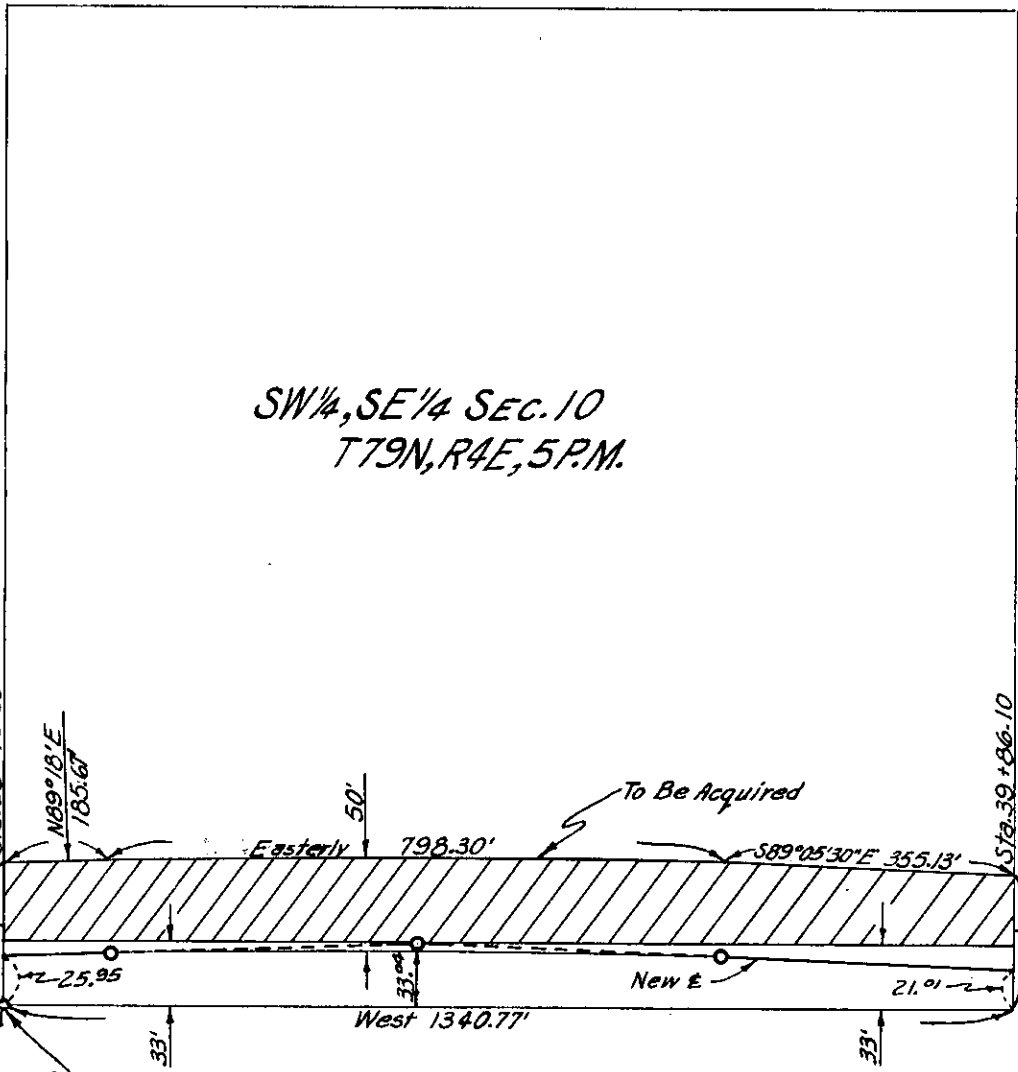 SW¼, SE¼ SEC. 10
T79N, R4E, 5P.M.
N89°18'E
185.67
50'
To Be Acquired
Sta. 39+86.10
Easterly 798.30'
S89°05'30"E 355.13'
25.95
33.04
New ₵
21.01
West 1340.77'
33'
33'